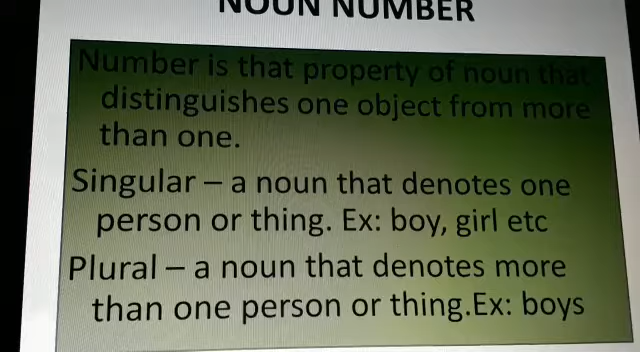 NOUN NUMBER
Number is that property of noun that
distinguishes one object from more
than one.
Singular – a noun that denotes one
person or thing. Ex: boy, girl etc
Plural – a noun that denotes more
than one person or thing.Ex: boys